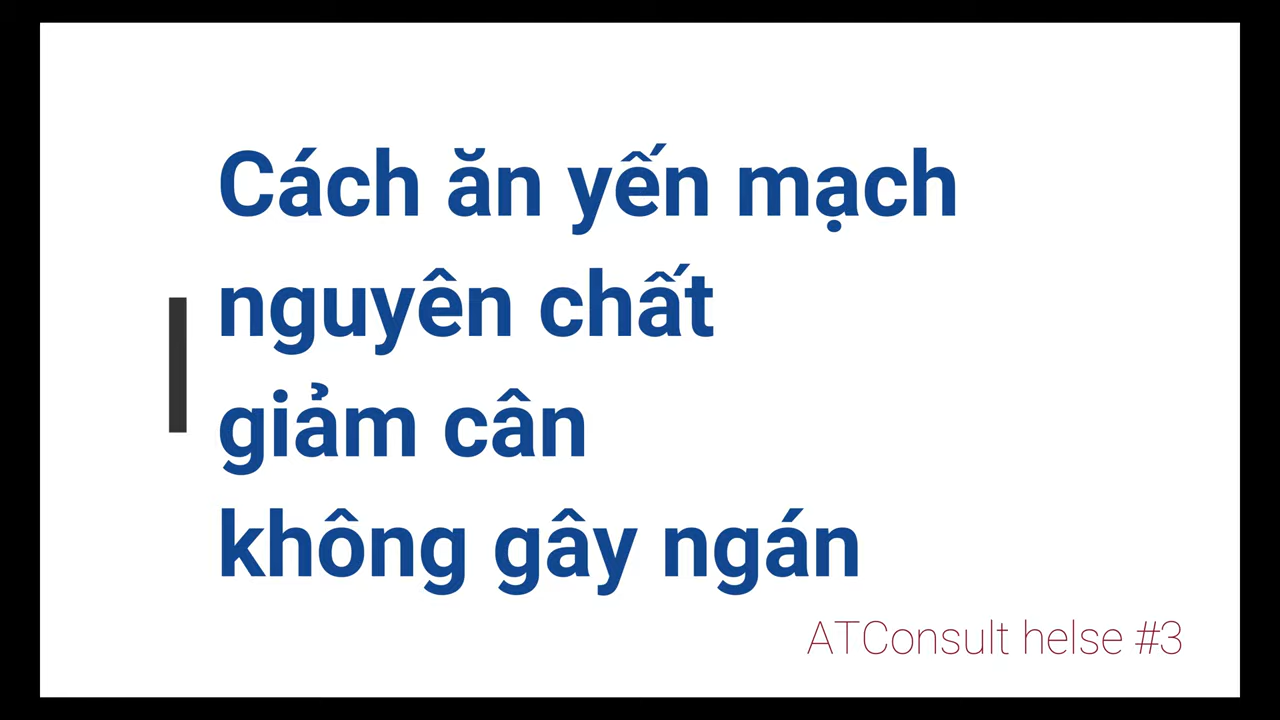 Cách ăn yến mạch
nguyên chất
giảm cân
không gây ngán
ATConsult helse #3